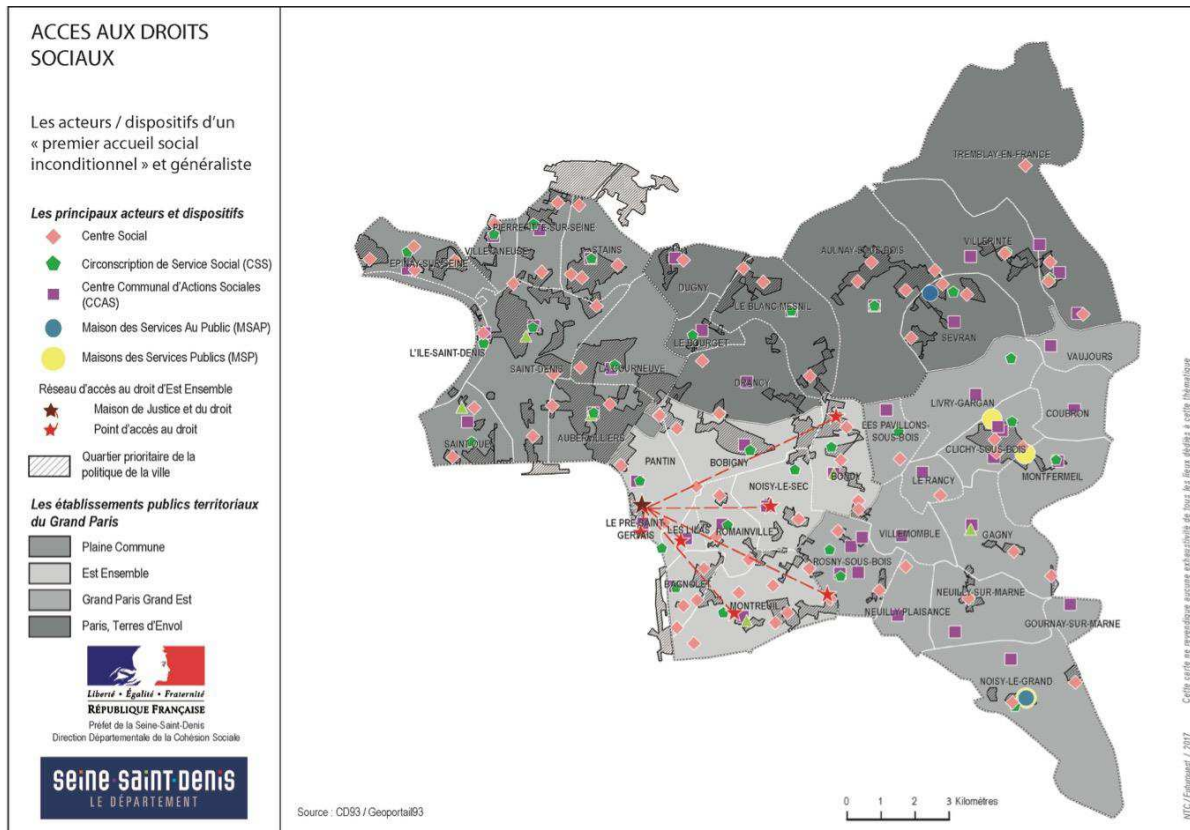 ACCES AUX DROITS
SOCIAUX
Les acteurs / dispositifs d'un
« premier accueil social
inconditionnel » et généraliste
Les principaux acteurs et dispositifs
Centre Social
Circonscription de Service Social (CSS)
Centre Communal d'Actions Sociales
(CCAS)
Maison des Services Au Public (MSAP)
Maisons des Services Publics (MSP)
Réseau d'accès au droit d'Est Ensemble
Maison de Justice et du droit
Point d'accès au droit
Quartier prioritaire de la
politique de la ville
Les établissements publics territoriaux
du Grand Paris
Plaine Commune
Est Ensemble
Grand Paris Grand Est
Paris, Terres d'Envol
Liberté • Égalité • Fraternité
RÉPUBLIQUE FRANÇAISE
Préfet de la Seine-Saint-Denis
Direction Départementale de la Cohésion Sociale
seine-saint-denis
LE DÉPARTEMENT
TREMBLAY-EN-FRANCE
PIERREFITTE-SUR-SEINE
VILLETANEUSE
STAINS
EPINAY-SUR-SEINE
AULNAY-SOUS-BOIS
VILLEPINTE
DUGNY
LE BLANC-MESNIL
LE BOURGET
SEVRAN
L'ILE-SAINT-DENIS
SAINT-DENIS
LA COURNEUVE
DRANCY
VAUJOURS
LIVRY-GARGAN
COUBRON
SAINT-OUEN
AUBERVILLIERS
LES PAVILLONS-
SOUS-BOIS
CLICHY-SOUS-BOIS
PANTIN
BOBIGNY
BONDY
MONTFERMEIL
NOISY-LE-SEC
LE RAINCY
LE PRE-SAINT-
GERVAIS
LES LILAS
ROMAINVILLE
VILLEMOMBLE
GAGNY
ROSNY-SOUS-BOIS
BAGNOLET
MONTREUIL
NEUILLY-PLAISANCE
NEUILLY-SUR-MARNE
GOURNAY-SUR-MARNE
NOISY-LE-GRAND
Source : CD93 / Geoportail93
0 1 2 3 Kilomètres
Cette carte ne revendique aucune exhaustivité de tous les lieux dédiés à cette thématique
2017